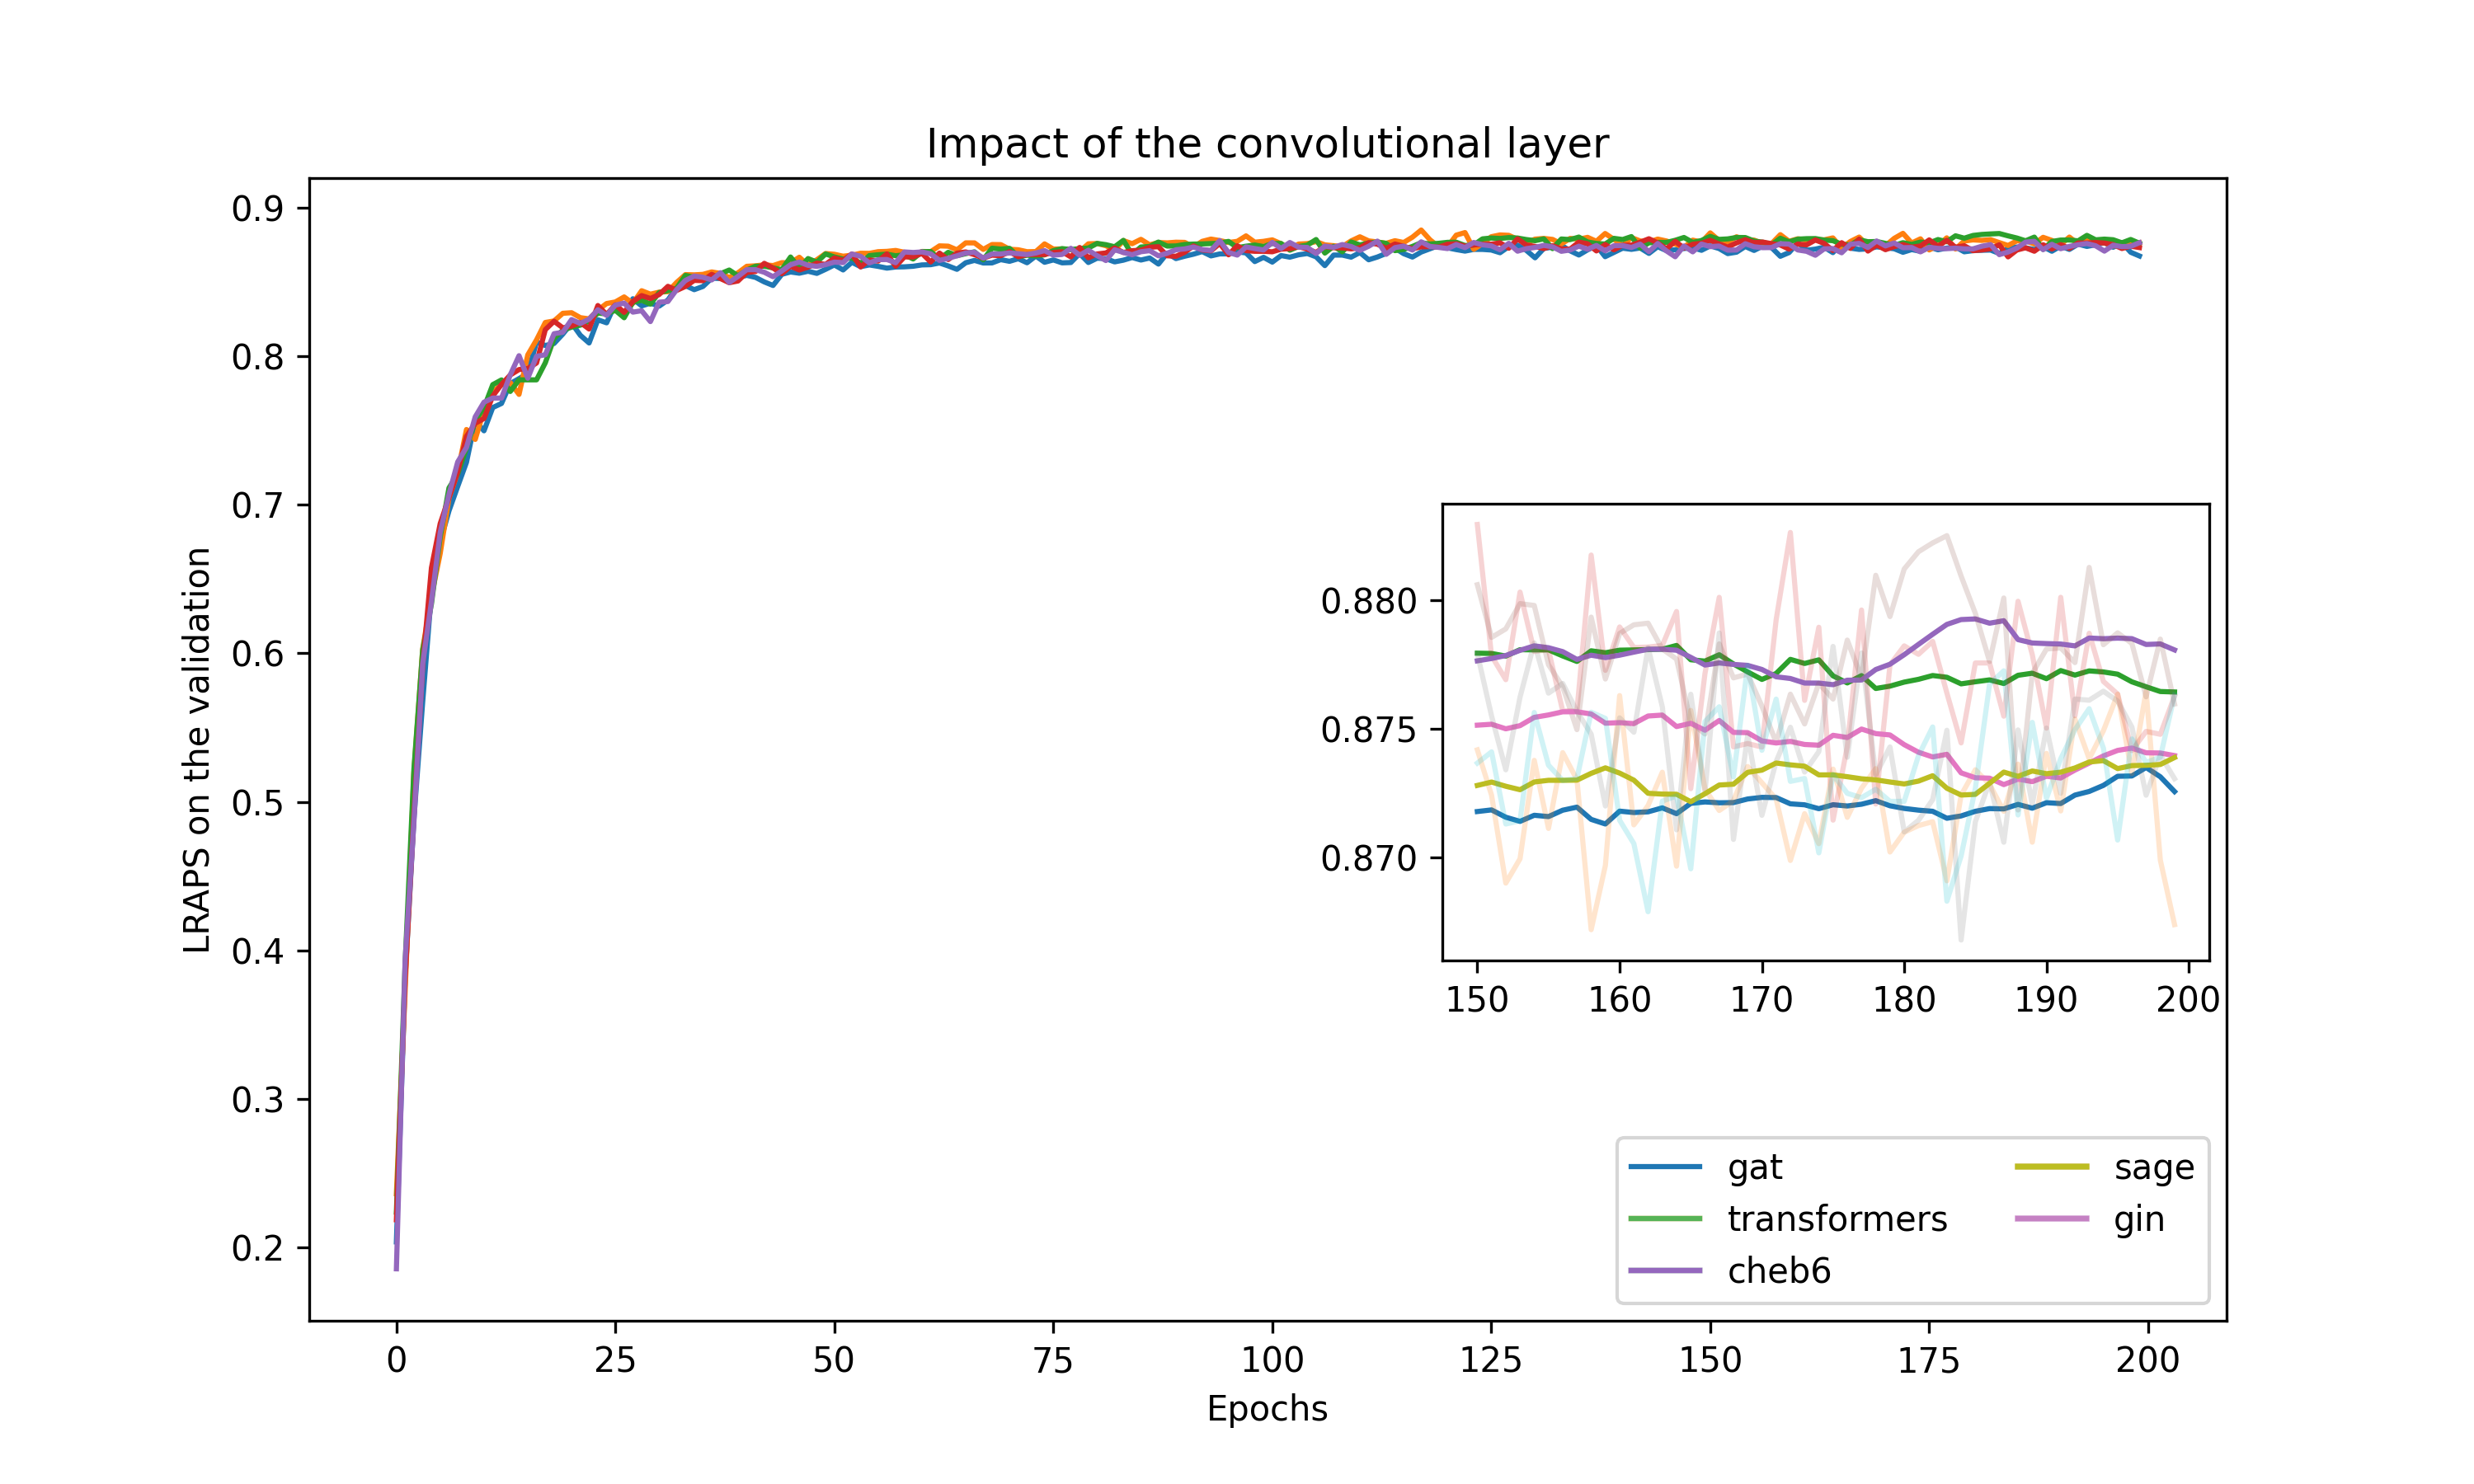 Impact of the convolutional layer
0.9
0.8
0.7
0.6
0.5
0.4
0.3
0.2
LRAPS on the validation
0.880
0.875
0.870
150 160 170 180 190 200
gat sage
transformers gin
cheb6
0 25 50 75 100 125 150 175 200
Epochs